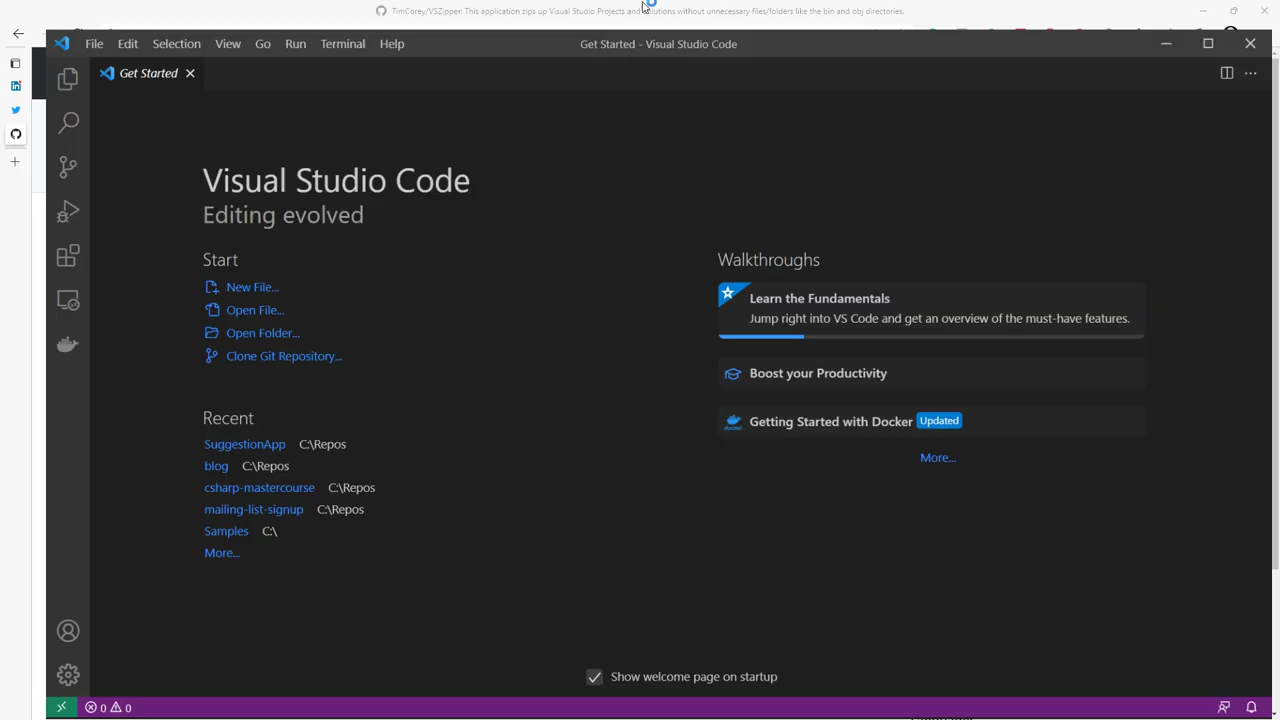 TimCorey/VSZipper: This application zips up Visual Studio Projects and solutions without unnecessary files/folders like the bin and obj directories.
File Edit Selection View Go Run Terminal Help
Get Started - Visual Studio Code
Get Started
Visual Studio Code
Editing evolved
Start
New File...
Open File...
Open Folder...
Clone Git Repository...
Recent
SuggestionApp C:\Repos
blog C:\Repos
csharp-mastercourse C:\Repos
mailing-list-signup C:\Repos
Samples C:\
More...
Walkthroughs
Learn the Fundamentals
Jump right into VS Code and get an overview of the must-have features.
Boost your Productivity
Getting Started with Docker Updated
More...
Show welcome page on startup
0 0